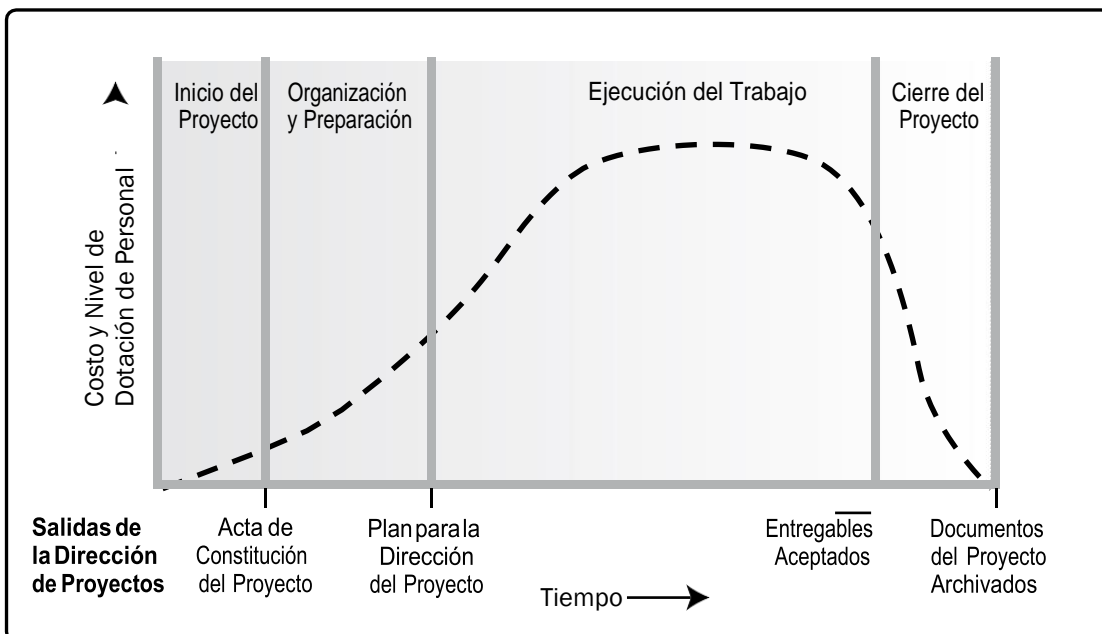 Inicio del
Proyecto
Organización
y Preparación
Ejecución del Trabajo
Cierre del
Proyecto
Costo y Nivel de
Dotación de Personal
Salidas de
la Dirección
de Proyectos
Acta de
Constitución
del Proyecto
Plan para la
Dirección
del Proyecto
Entregables
Aceptados
Documentos
del Proyecto
Archivados
Tiempo